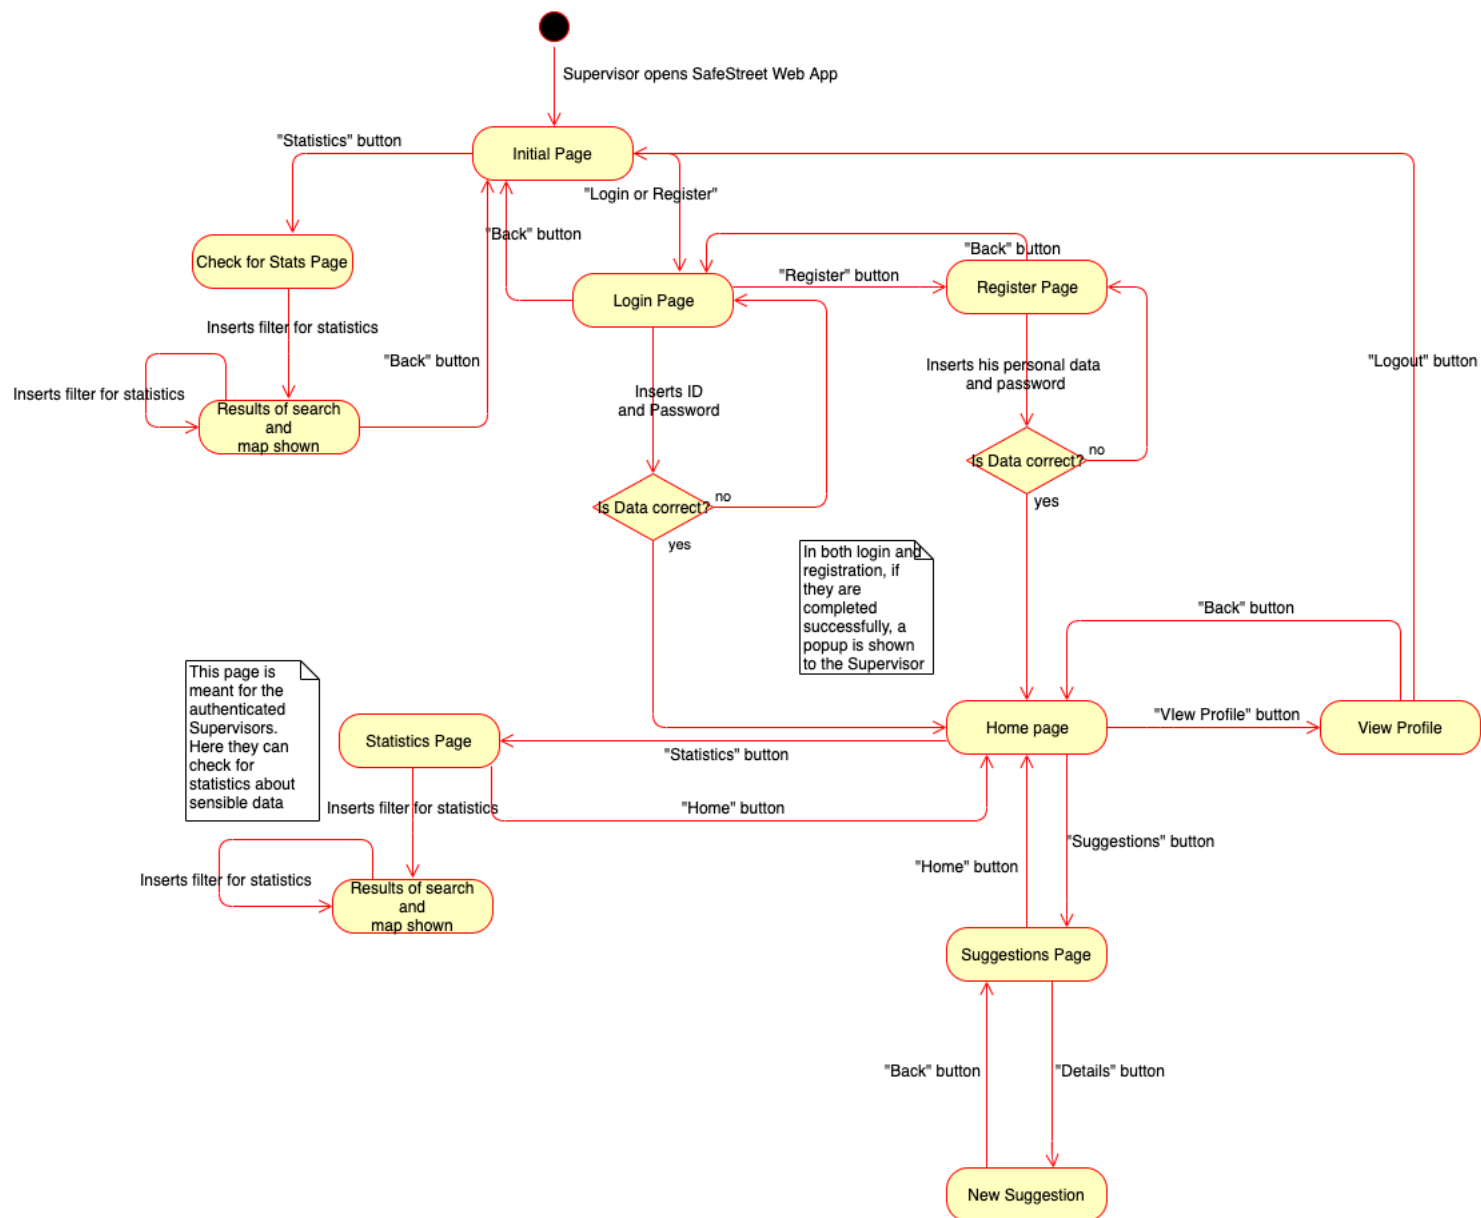 Supervisor opens SafeStreet Web App
"Statistics" button
Initial Page
"Login or Register"
"Back" button
"Back" button
Check for Stats Page
"Register" button
Login Page
Register Page
Inserts filter for statistics
"Back" button
"Logout" button
Inserts his personal data
and password
Inserts filter for statistics
Inserts ID
and Password
Results of search
and
map shown
Is Data correct?
no
yes
Is Data correct?
no
yes
In both login and
registration, if
they are
completed
successfully, a
popup is shown
to the Supervisor
"Back" button
This page is
meant for the
authenticated
Supervisors.
Here they can
check for
statistics about
sensible data
Statistics Page
"Statistics" button
Home page
"VIew Profile" button
View Profile
Inserts filter for statistics
"Home" button
"Suggestions" button
"Home" button
Inserts filter for statistics
Results of search
and
map shown
Suggestions Page
"Back" button
"Details" button
New Suggestion